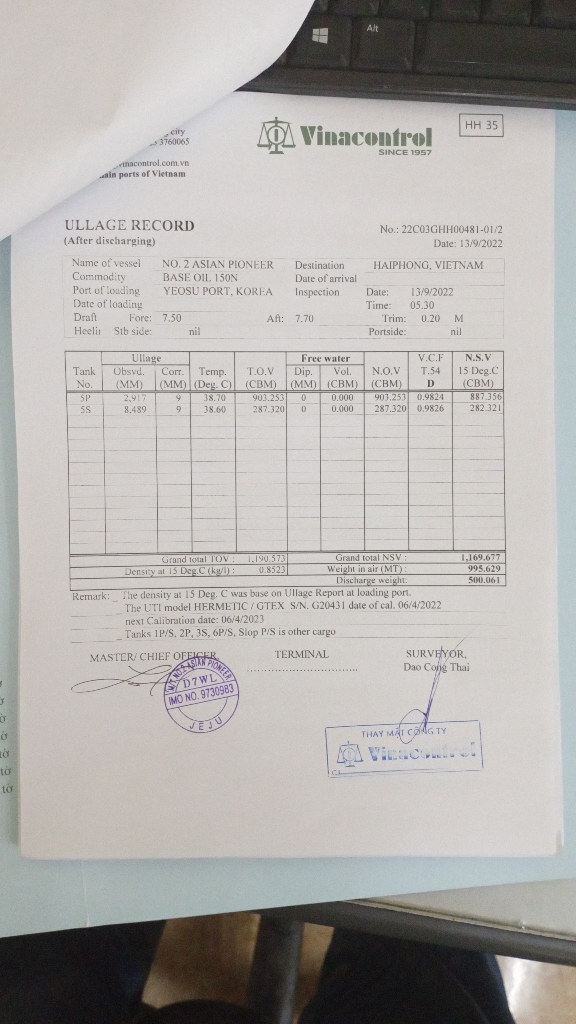 Alt
city
3760065
vinacontrol.com.vn
ain ports of Vietnam
Vinacontrol
SINCE 1957
HH 35
ULLAGE RECORD
(After discharging)
No.: 22C03GHH00481-01/2
Date: 13/9/2022
Name of vessel NO. 2 ASIAN PIONEER Destination HAIPHONG, VIETNAM
Commodity BASE OIL 150N Date of arrival
Port of loading YEOSU PORT, KOREA Inspection Date: 13/9/2022
Date of loading Time: 05.30
Draft Fore: 7.50 Aft: 7.70 Trim: 0.20 M
Heelin Stb side: nil Portside: nil
Ullage Free water V.C.F N.S.V
Tank Obsvd. Corr. Temp. T.O.V Dip. Vol. N.O.V T.54 15 Deg.C
No. (MM) (MM) (Deg. C) (CBM) (MM) (CBM) (CBM) D (CBM)
5P 2,917 9 38.70 903.253 0 0.000 903.253 0.9824 887.356
5S 8,489 9 38.60 287.320 0 0.000 287.320 0.9826 282.321
Grand total TOV : 1,190.573 Grand total NSV : 1,169.677
Density at 15 Deg.C (kg/l) : 0.8523 Weight in air (MT) : 995.629
Discharge weight: 500.061
Remark: _ The density at 15 Deg. C was base on Ullage Report at loading port.
_ The UTI model HERMETIC / GTEX S/N. G20431 date of cal. 06/4/2022
next Calibration date: 06/4/2023
_ Tanks 1P/S, 2P, 3S, 6P/S, Slop P/S is other cargo
MASTER/ CHIEF OFFICER TERMINAL SURVEYOR,
Dao Cong Thai
M/T NO.2 ASIAN PIONEER
D7WL
IMO NO. 9730983
JEJU
THAY MẶT CÔNG TY
Vinacontrol